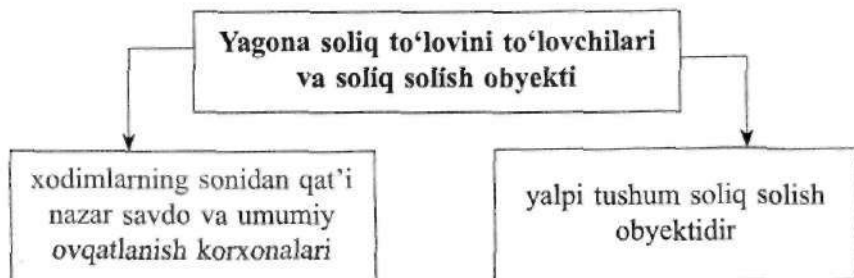 Yagona soliq to‘lovini to‘lovchilari
va soliq solish obyekti
xodimlarning sonidan qat’i
nazar savdo va umumiy
ovqatlanish korxonalari
yalpi tushum soliq solish
obyektidir